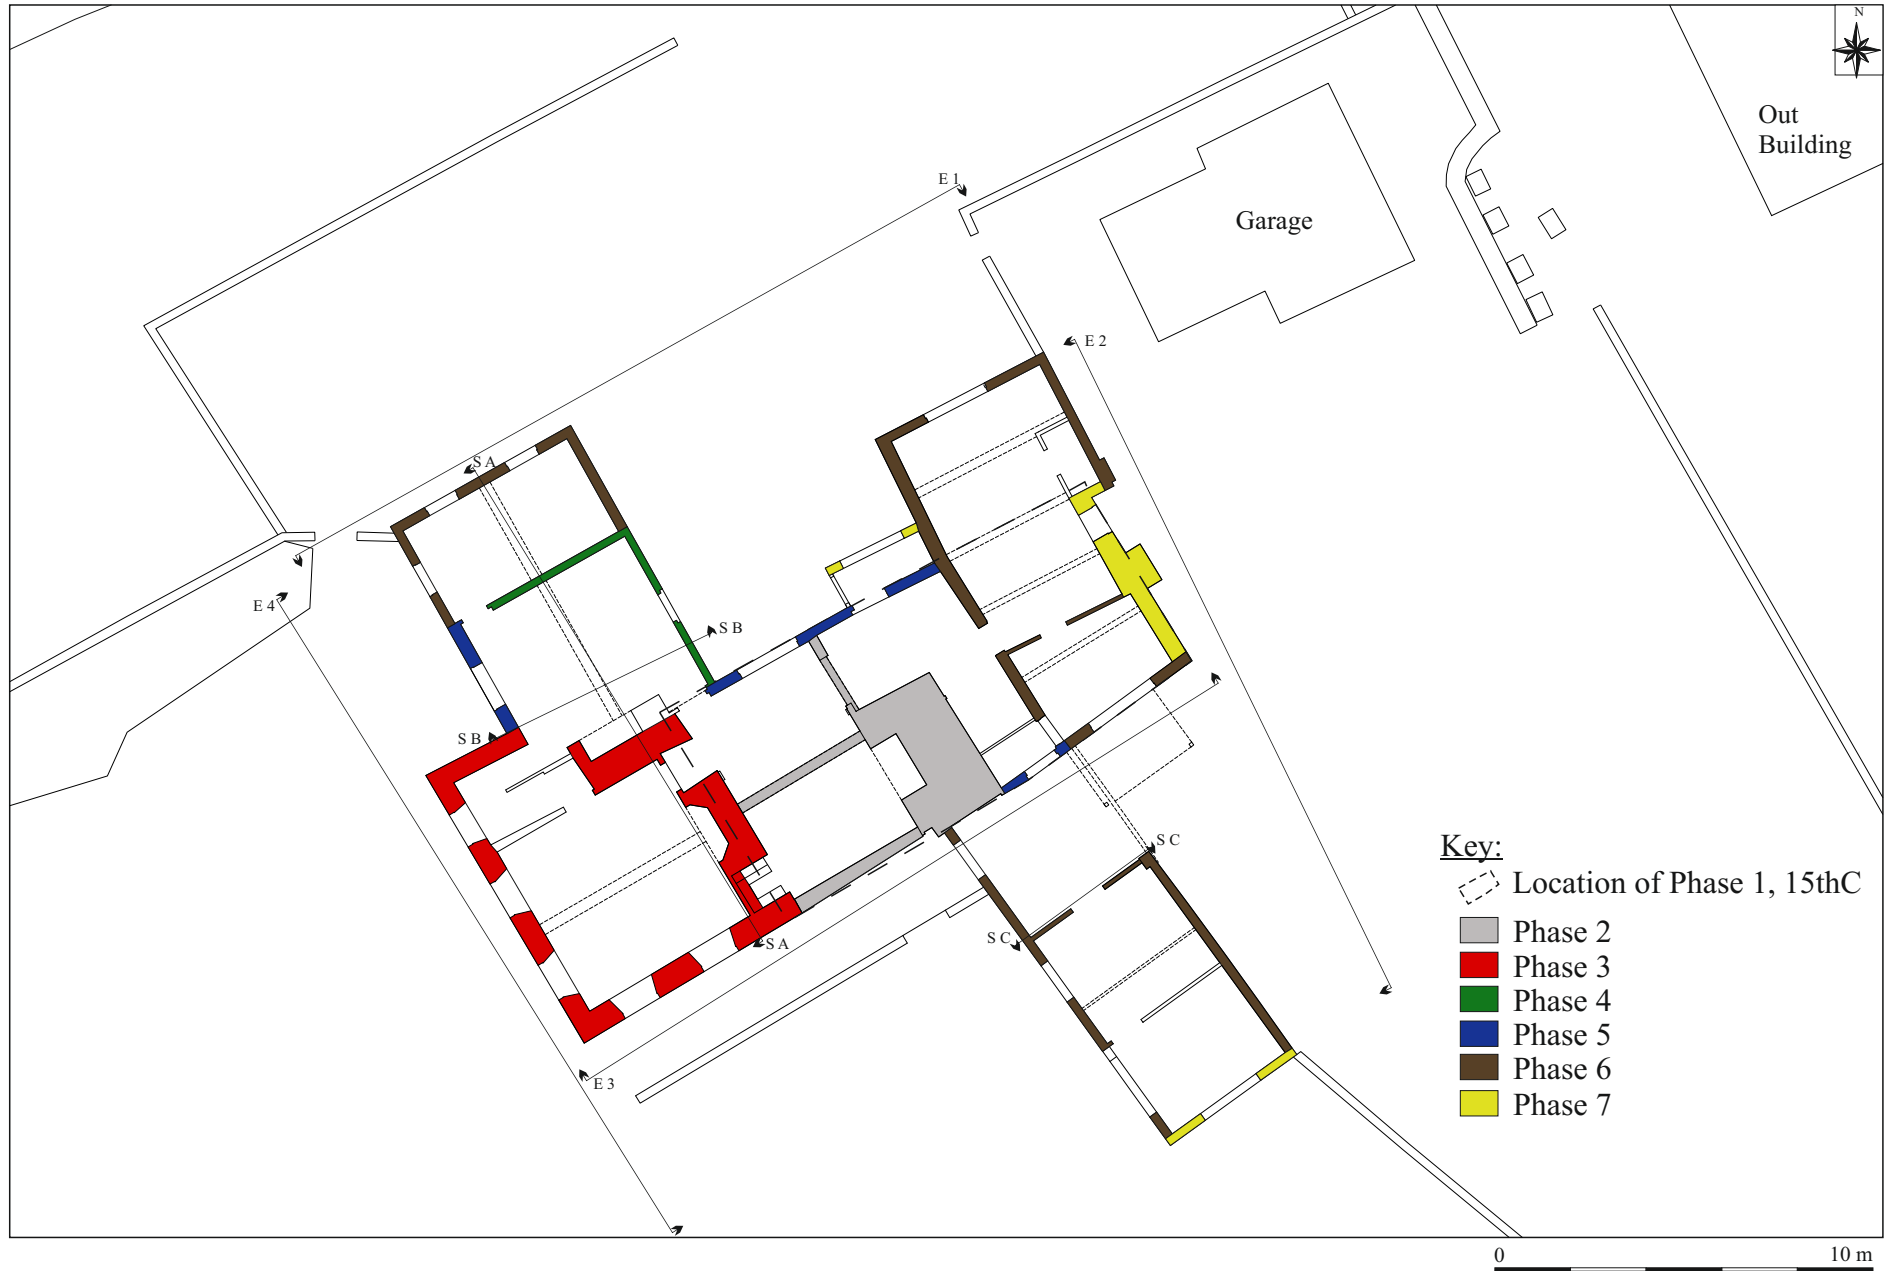 N
Out
Building
E 1
Garage
E 2
S A
E 4
S B
S B
S C
S C
S A
E 3
Key:
Location of Phase 1, 15thC
Phase 2
Phase 3
Phase 4
Phase 5
Phase 6
Phase 7
0 10 m